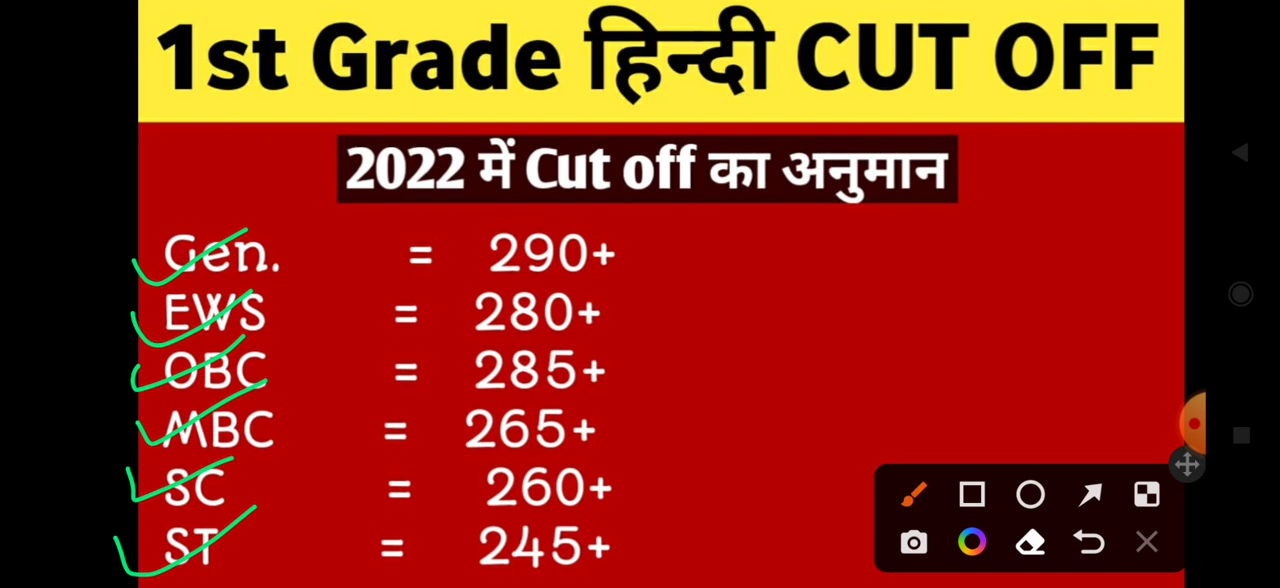 1st Grade हिन्दी CUT OFF
2022 में Cut off का अनुमान
Gen. = 290+
EWS = 280+
OBC = 285+
MBC = 265+
SC = 260+
ST = 245+